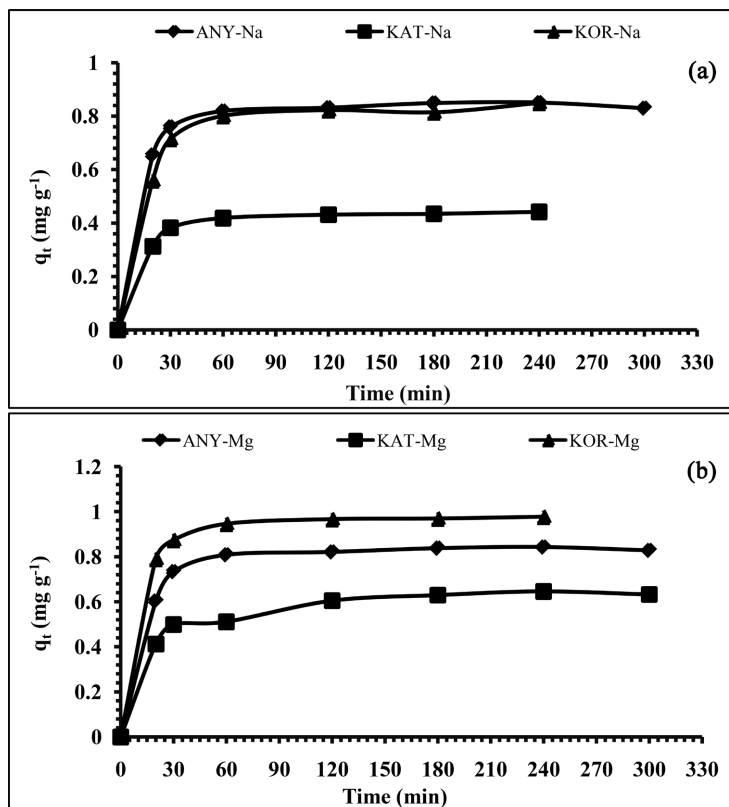 ANY-Na KAT-Na KOR-Na
(a)
1
0.8
0.6
0.4
0.2
0
qt (mg g-1)
0 30 60 90 120 150 180 210 240 270 300 330
Time (min)
ANY-Mg KAT-Mg KOR-Mg
(b)
1.2
1
0.8
0.6
0.4
0.2
0
qt (mg g-1)
0 30 60 90 120 150 180 210 240 270 300 330
Time (min)